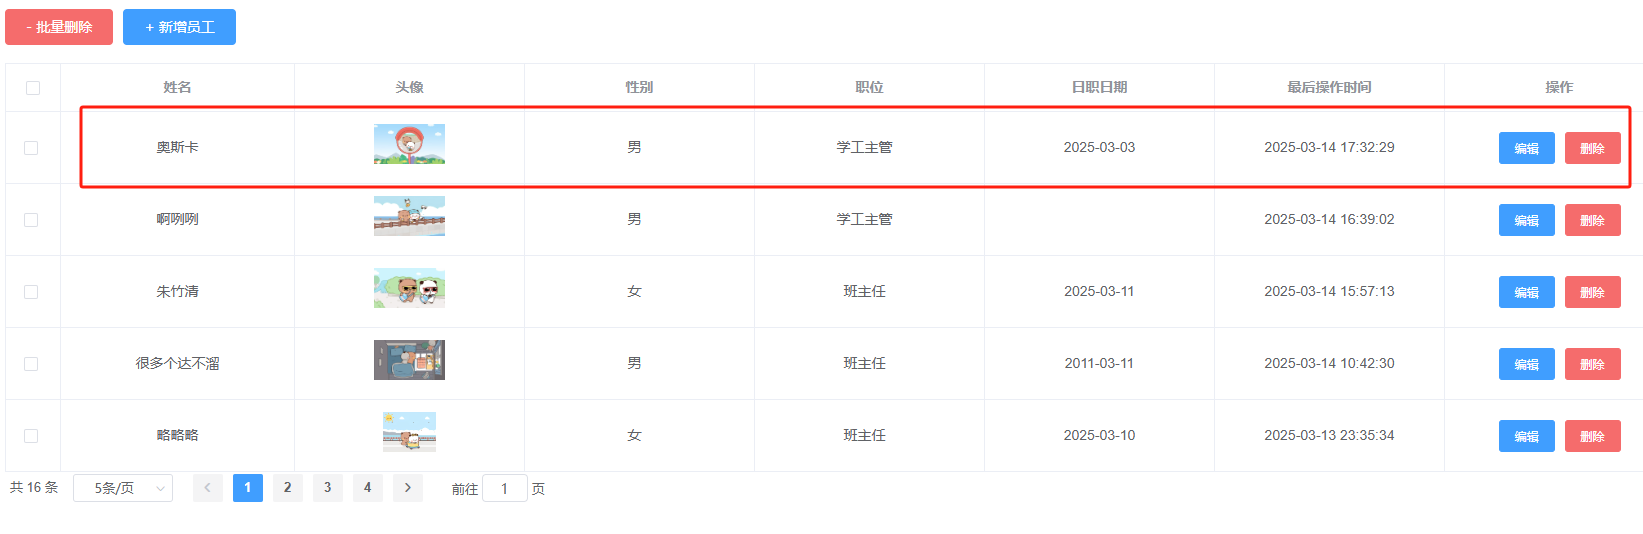 - 批量删除 + 新增员工
姓名 头像 性别 职位 日职日期 最后操作时间 操作
奥斯卡 男 学工主管 2025-03-03 2025-03-14 17:32:29 编辑 删除
啊咧咧 男 学工主管 2025-03-14 16:39:02 编辑 删除
朱竹清 女 班主任 2025-03-11 2025-03-14 15:57:13 编辑 删除
很多个达不溜 男 班主任 2011-03-11 2025-03-14 10:42:30 编辑 删除
略略略 女 班主任 2025-03-10 2025-03-13 23:35:34 编辑 删除
共 16 条 5条/页 1 2 3 4 前往 1 页